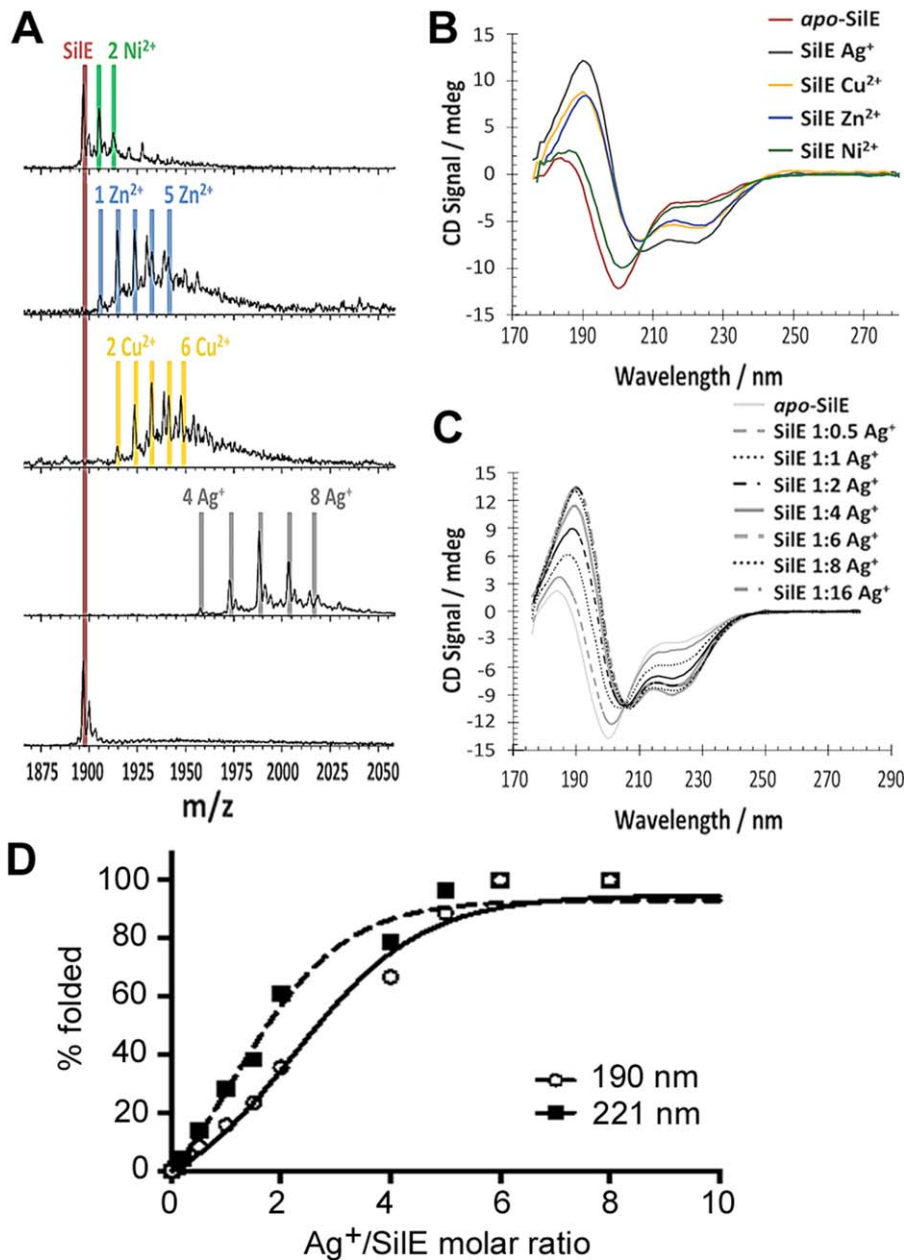 A
SilE 2 Ni²⁺
1 Zn²⁺ 5 Zn²⁺
2 Cu²⁺ 6 Cu²⁺
4 Ag⁺ 8 Ag⁺
1875 1900 1925 1950 1975 2000 2025 2050
m/z
B
apo-SilE
SilE Ag⁺
SilE Cu²⁺
SilE Zn²⁺
SilE Ni²⁺
CD Signal / mdeg
15
10
5
0
-5
-10
-15
170 190 210 230 250 270
Wavelength / nm
C
apo-SilE
SilE 1:0.5 Ag⁺
SilE 1:1 Ag⁺
SilE 1:2 Ag⁺
SilE 1:4 Ag⁺
SilE 1:6 Ag⁺
SilE 1:8 Ag⁺
SilE 1:16 Ag⁺
CD Signal / mdeg
15
12
9
6
3
0
-3
-6
-9
-12
-15
170 190 210 230 250 270 290
Wavelength / nm
D
% folded
100
80
60
40
20
0
190 nm
221 nm
0 2 4 6 8 10
Ag⁺/SilE molar ratio